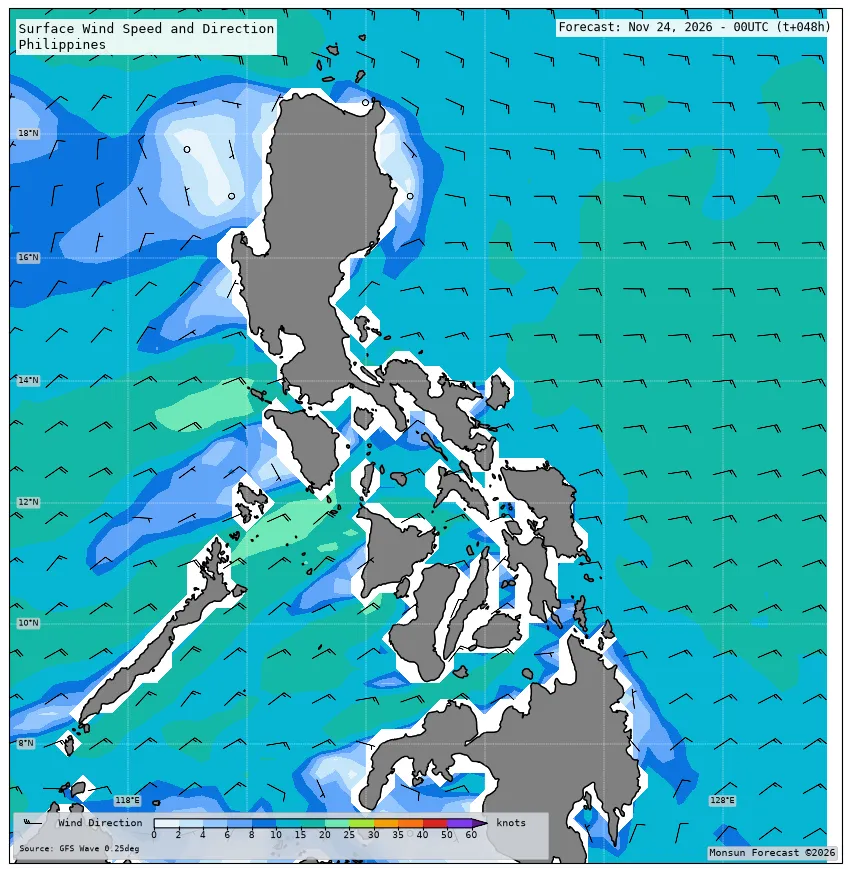 Surface Wind Speed and Direction
Philippines
Forecast: Nov 24, 2026 - 00UTC (t+048h)
18°N
16°N
14°N
12°N
10°N
8°N
118°E
128°E
Wind Direction
knots
0 2 4 6 8 10 15 20 25 30 35 40 50 60
Source: GFS Wave 0.25deg
Monsun Forecast ©2026